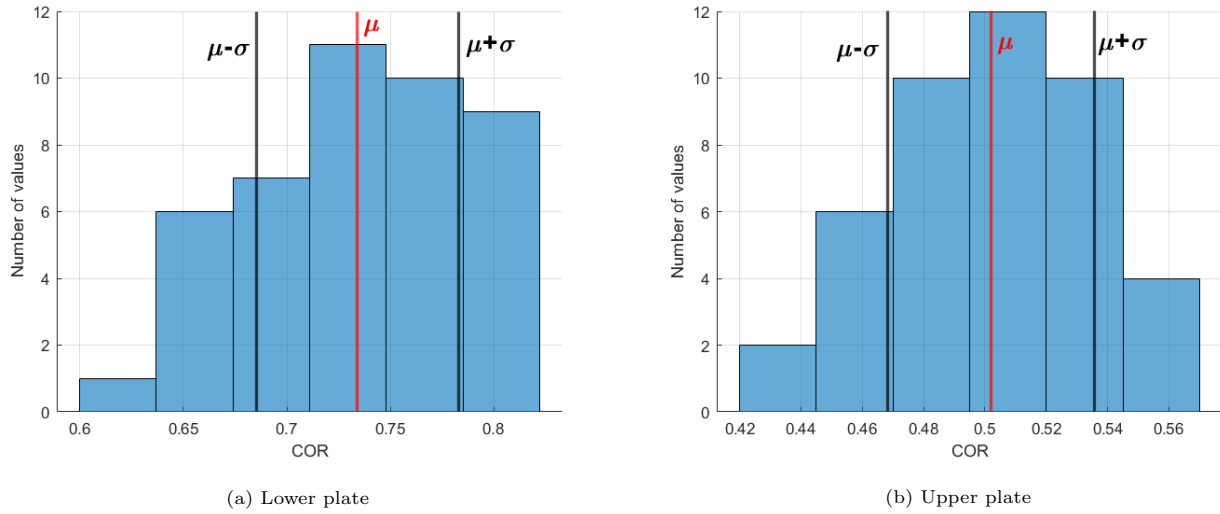 12
10
8
6
4
2
0
Number of values
μ-σ
μ
μ+σ
0.6 0.65 0.7 0.75 0.8
COR
(a) Lower plate
12
10
8
6
4
2
0
Number of values
μ-σ
μ
μ+σ
0.42 0.44 0.46 0.48 0.5 0.52 0.54 0.56
COR
(b) Upper plate